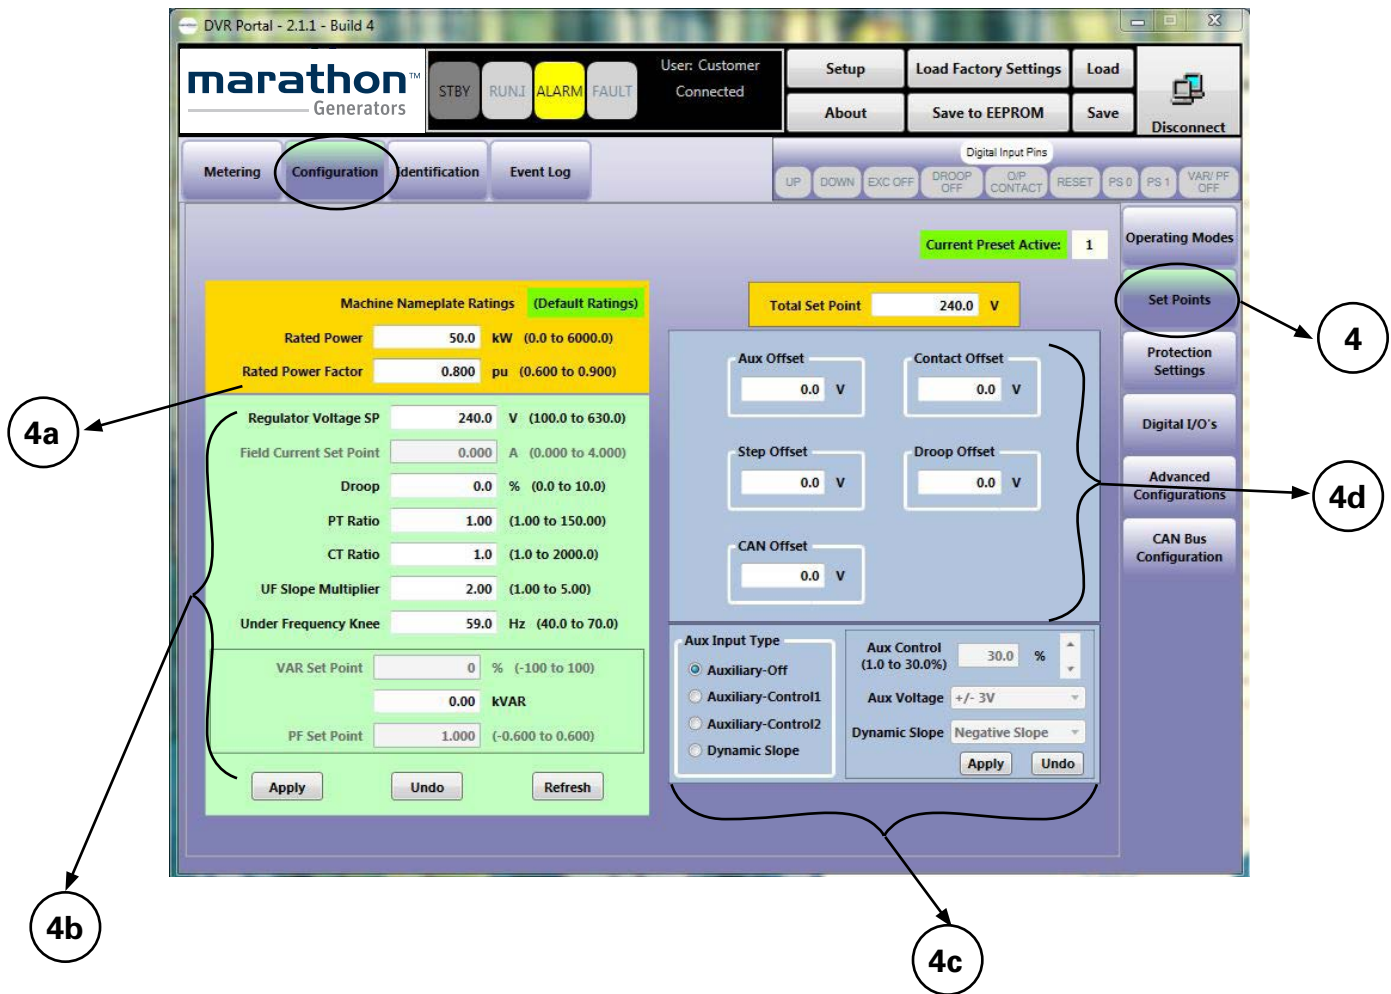 DVR Portal - 2.1.1 - Build 4
marathon™
Generators
STBY RUN.I ALARM FAULT
User: Customer
Connected
Setup Load Factory Settings Load
About Save to EEPROM Save
Disconnect
Metering Configuration Identification Event Log
Digital Input Pins
UP DOWN EXC OFF DROOP OFF O/P CONTACT RESET PS 0 PS 1 VAR/ PF OFF
Current Preset Active: 1
Operating Modes
Set Points
Protection
Settings
Digital I/O's
Advanced
Configurations
CAN Bus
Configuration
Machine Nameplate Ratings (Default Ratings)
Rated Power 50.0 kW (0.0 to 6000.0)
Rated Power Factor 0.800 pu (0.600 to 0.900)
Regulator Voltage SP 240.0 V (100.0 to 630.0)
Field Current Set Point 0.000 A (0.000 to 4.000)
Droop 0.0 % (0.0 to 10.0)
PT Ratio 1.00 (1.00 to 150.00)
CT Ratio 1.0 (1.0 to 2000.0)
UF Slope Multiplier 2.00 (1.00 to 5.00)
Under Frequency Knee 59.0 Hz (40.0 to 70.0)
VAR Set Point 0 % (-100 to 100)
0.00 kVAR
PF Set Point 1.000 (-0.600 to 0.600)
Apply Undo Refresh
Total Set Point 240.0 V
Aux Offset Contact Offset
0.0 V 0.0 V
Step Offset Droop Offset
0.0 V 0.0 V
CAN Offset
0.0 V
Aux Input Type
Auxiliary-Off
Auxiliary-Control1
Auxiliary-Control2
Dynamic Slope
Aux Control
(1.0 to 30.0%) 30.0 %
Aux Voltage +/- 3V
Dynamic Slope Negative Slope
Apply Undo
4
4a
4d
4b
4c